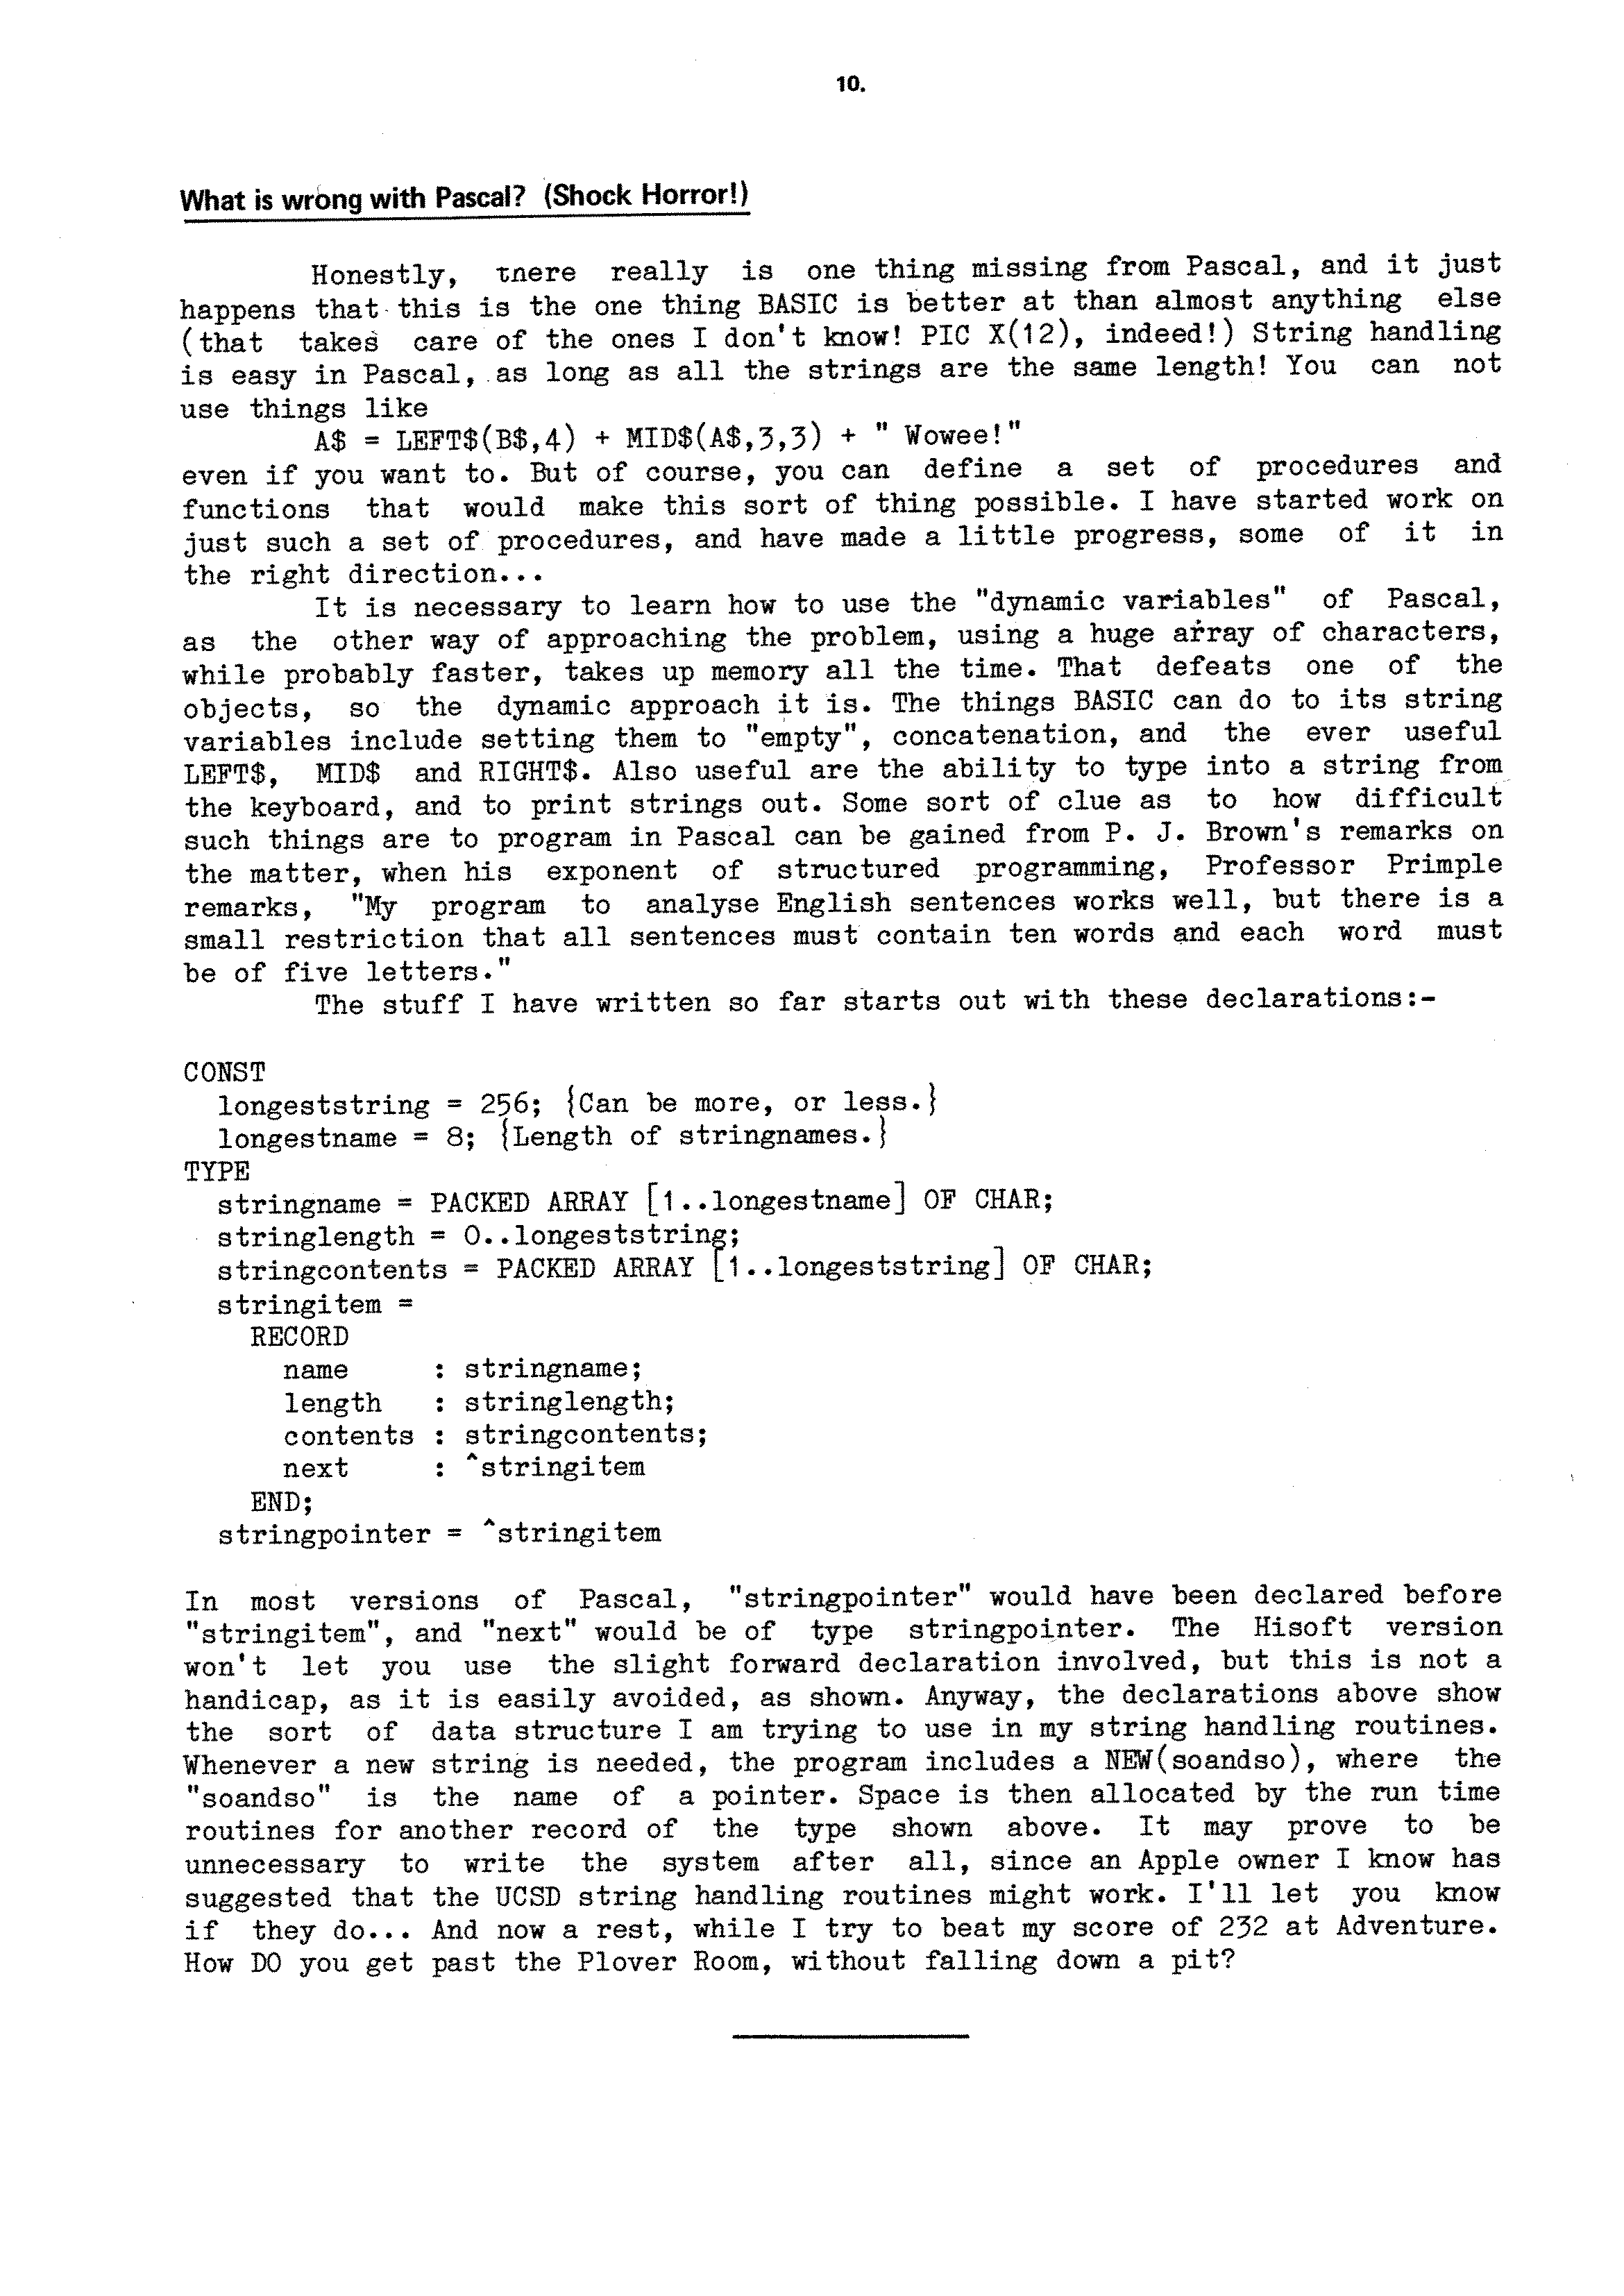 10.
What is wrong with Pascal? (Shock Horror!)
Honestly, there really is one thing missing from Pascal, and it just
happens that this is the one thing BASIC is better at than almost anything else
(that takes care of the ones I don't know! PIC X(12), indeed!) String handling
is easy in Pascal, as long as all the strings are the same length! You can not
use things like
A$ = LEFT$(B$,4) + MID$(A$,3,3) + " Wowee!"
even if you want to. But of course, you can define a set of procedures and
functions that would make this sort of thing possible. I have started work on
just such a set of procedures, and have made a little progress, some of it in
the right direction...
It is necessary to learn how to use the "dynamic variables" of Pascal,
as the other way of approaching the problem, using a huge array of characters,
while probably faster, takes up memory all the time. That defeats one of the
objects, so the dynamic approach it is. The things BASIC can do to its string
variables include setting them to "empty", concatenation, and the ever useful
LEFT$, MID$ and RIGHT$. Also useful are the ability to type into a string from
the keyboard, and to print strings out. Some sort of clue as to how difficult
such things are to program in Pascal can be gained from P. J. Brown's remarks on
the matter, when his exponent of structured programming, Professor Primple
remarks, "My program to analyse English sentences works well, but there is a
small restriction that all sentences must contain ten words and each word must
be of five letters."
The stuff I have written so far starts out with these declarations:-
CONST
longeststring = 256; {Can be more, or less.}
longestname = 8; {Length of stringnames.}
TYPE
stringname = PACKED ARRAY [1..longestname] OF CHAR;
stringlength = 0..longeststring;
stringcontents = PACKED ARRAY [1..longeststring] OF CHAR;
stringitem =
RECORD
name : stringname;
length : stringlength;
contents : stringcontents;
next : ^stringitem
END;
stringpointer = ^stringitem
In most versions of Pascal, "stringpointer" would have been declared before
"stringitem", and "next" would be of type stringpointer. The Hisoft version
won't let you use the slight forward declaration involved, but this is not a
handicap, as it is easily avoided, as shown. Anyway, the declarations above show
the sort of data structure I am trying to use in my string handling routines.
Whenever a new string is needed, the program includes a NEW(soandso), where the
"soandso" is the name of a pointer. Space is then allocated by the run time
routines for another record of the type shown above. It may prove to be
unnecessary to write the system after all, since an Apple owner I know has
suggested that the UCSD string handling routines might work. I'll let you know
if they do... And now a rest, while I try to beat my score of 232 at Adventure.
How DO you get past the Plover Room, without falling down a pit?